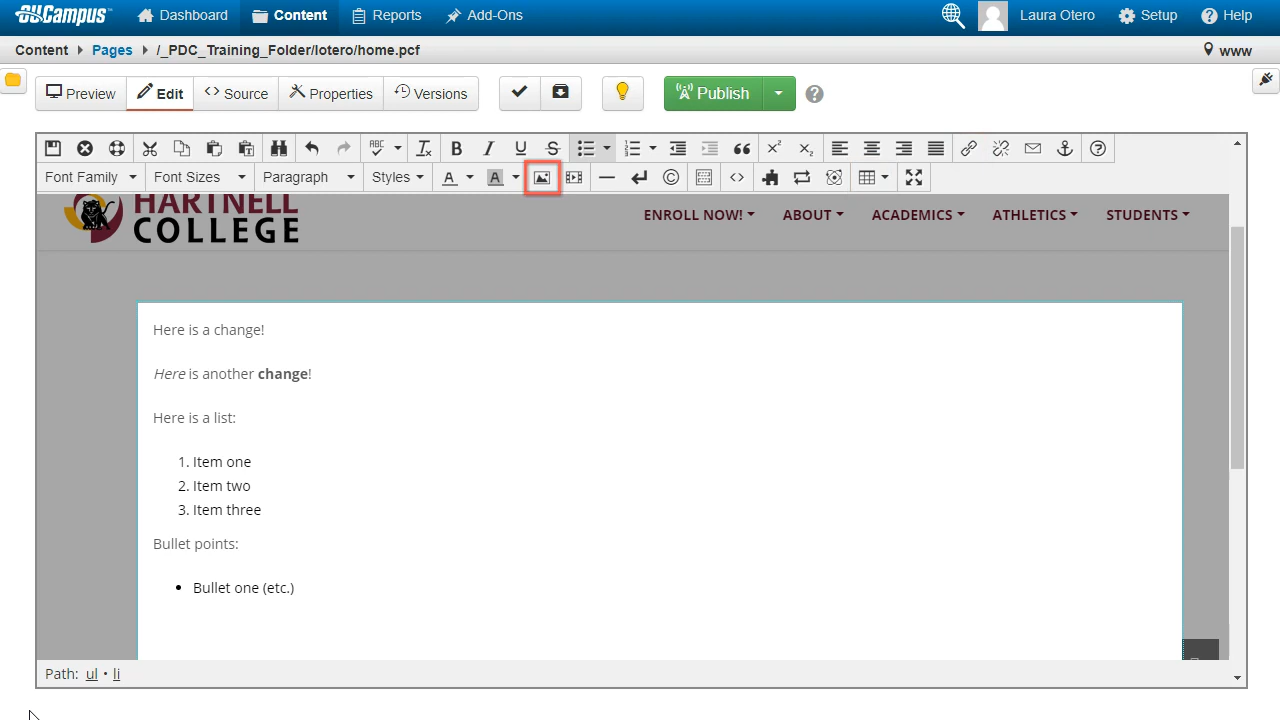 OUCampus Dashboard Content Reports Add-Ons Laura Otero Setup Help
Content Pages /_PDC_Training_Folder/lotero/home.pcf www
Preview Edit Source Properties Versions Publish
Font Family Font Sizes Paragraph Styles
HARTNELL
COLLEGE
ENROLL NOW! ABOUT ACADEMICS ATHLETICS STUDENTS
Here is a change!
Here is another change!
Here is a list:
1. Item one
2. Item two
3. Item three
Bullet points:
• Bullet one (etc.)
Path: ul • li